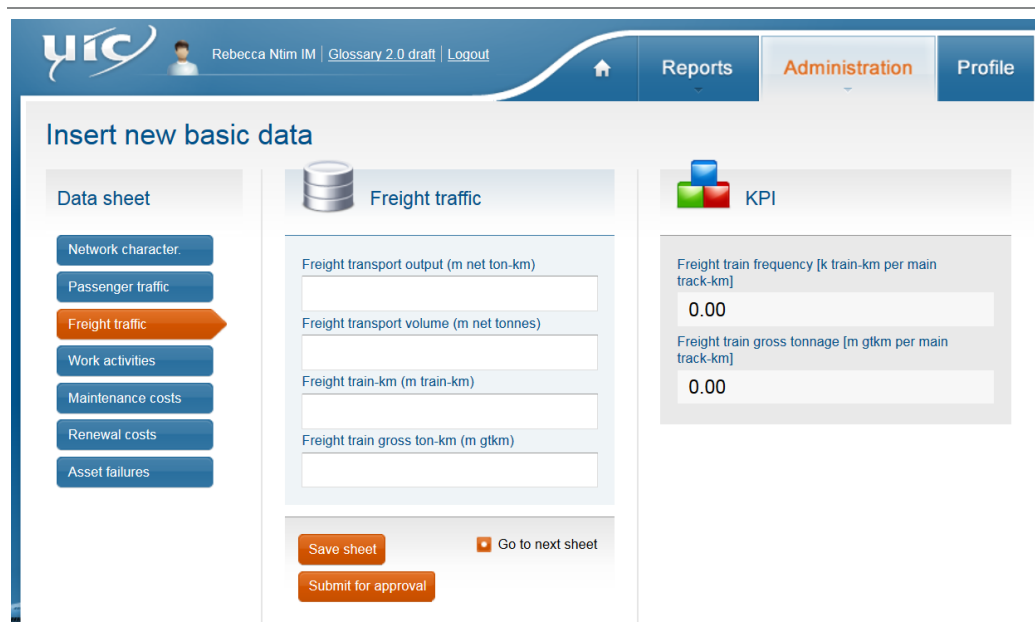 uic
Rebecca Ntim IM | Glossary 2.0 draft | Logout
Reports
Administration
Profile
Insert new basic data
Data sheet
Network character.
Passenger traffic
Freight traffic
Work activities
Maintenance costs
Renewal costs
Asset failures
Freight traffic
Freight transport output (m net ton-km)
Freight transport volume (m net tonnes)
Freight train-km (m train-km)
Freight train gross ton-km (m gtkm)
Save sheet
Go to next sheet
Submit for approval
KPI
Freight train frequency [k train-km per main
track-km]
0.00
Freight train gross tonnage [m gtkm per main
track-km]
0.00